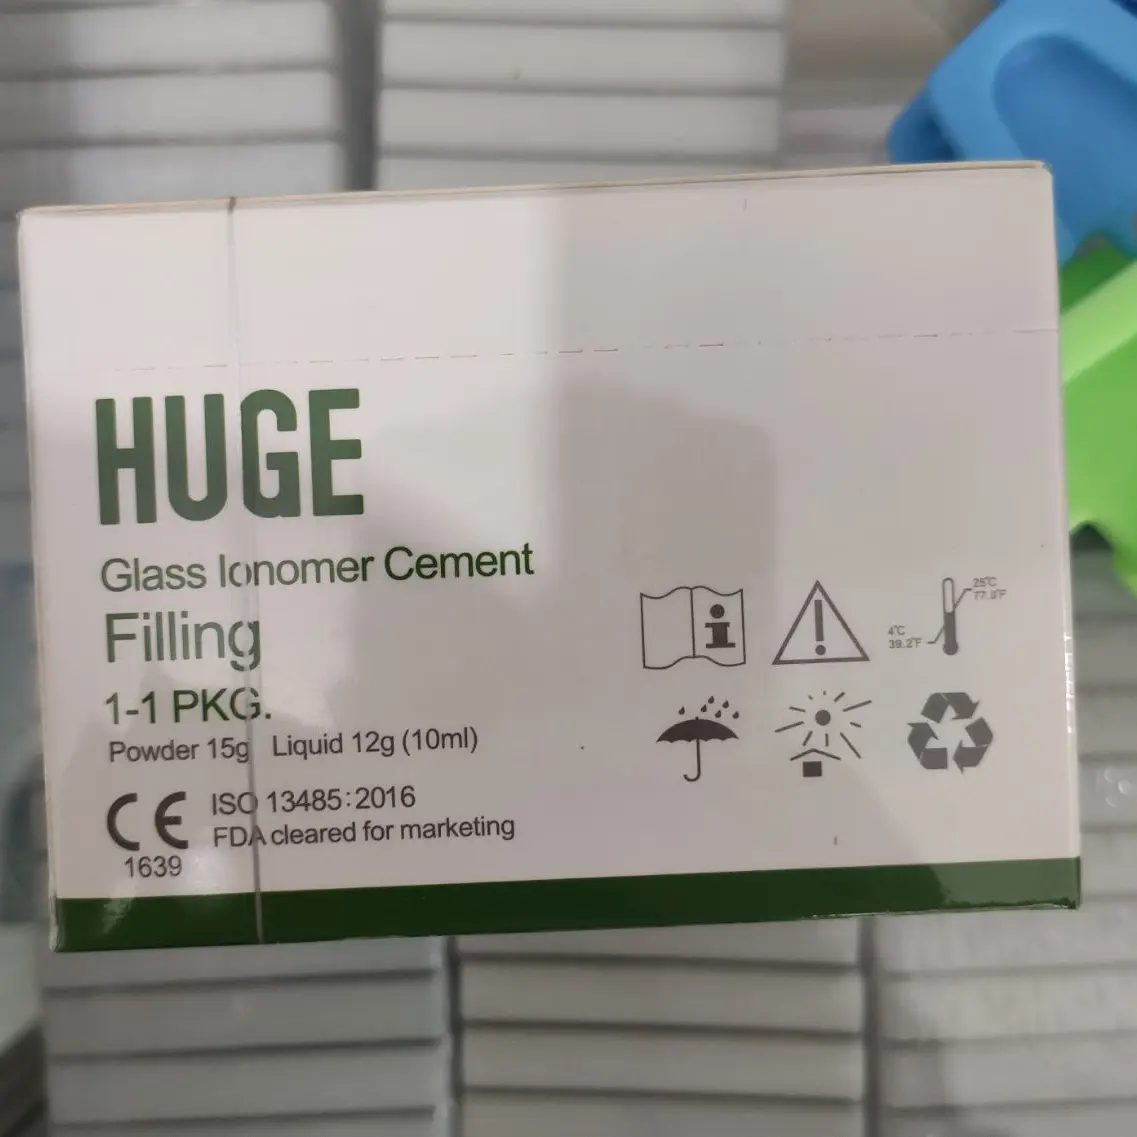 HUGE
Glass Ionomer Cement
Filling
1-1 PKG.
Powder 15g Liquid 12g (10ml)
CE ISO 13485:2016
FDA cleared for marketing
1639
i
25℃
77.0℉
4℃
39.2℉